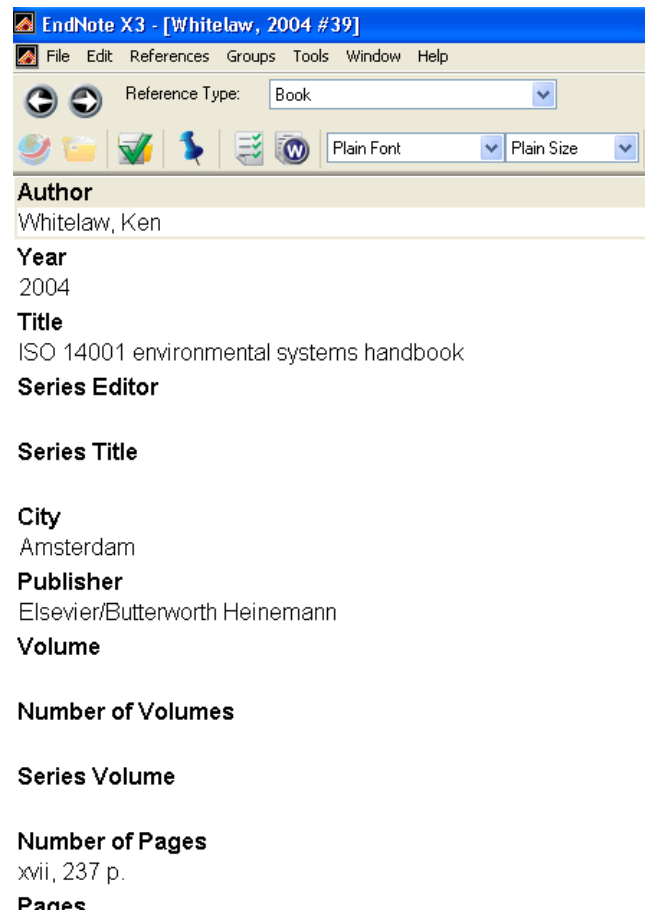 EndNote X3 - [Whitelaw, 2004 #39]
File Edit References Groups Tools Window Help
Reference Type: Book
W Plain Font Plain Size
Author
Whitelaw, Ken
Year
2004
Title
ISO 14001 environmental systems handbook
Series Editor
Series Title
City
Amsterdam
Publisher
Elsevier/Butterworth Heinemann
Volume
Number of Volumes
Series Volume
Number of Pages
xvii, 237 p.
Pages